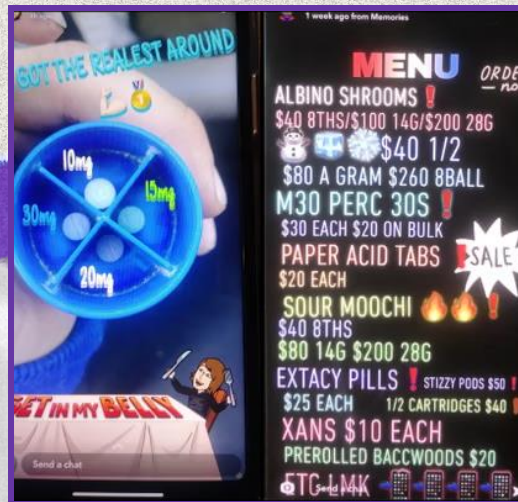 GOT THE REALEST AROUND
10mg
15mg
30mg
20mg
GET IN MY BELLY
Send a chat
1 week ago from Memories
MENU
ALBINO SHROOMS❗
$40 8THS/$100 14G/$200 28G
$40 1/2
$80 A GRAM $260 8BALL
M30 PERC 30S❗
$30 EACH $20 ON BULK
PAPER ACID TABS
SALE
$20 EACH
SOUR MOOCHI 🔥🔥❗
$40 8THS
$80 14G $200 28G
EXTACY PILLS❗ STIZZY PODS $50❗
$25 EACH 1/2 CARTRIDGES $40
XANS $10 EACH
PREROLLED BACCWOODS $20
Send a chat